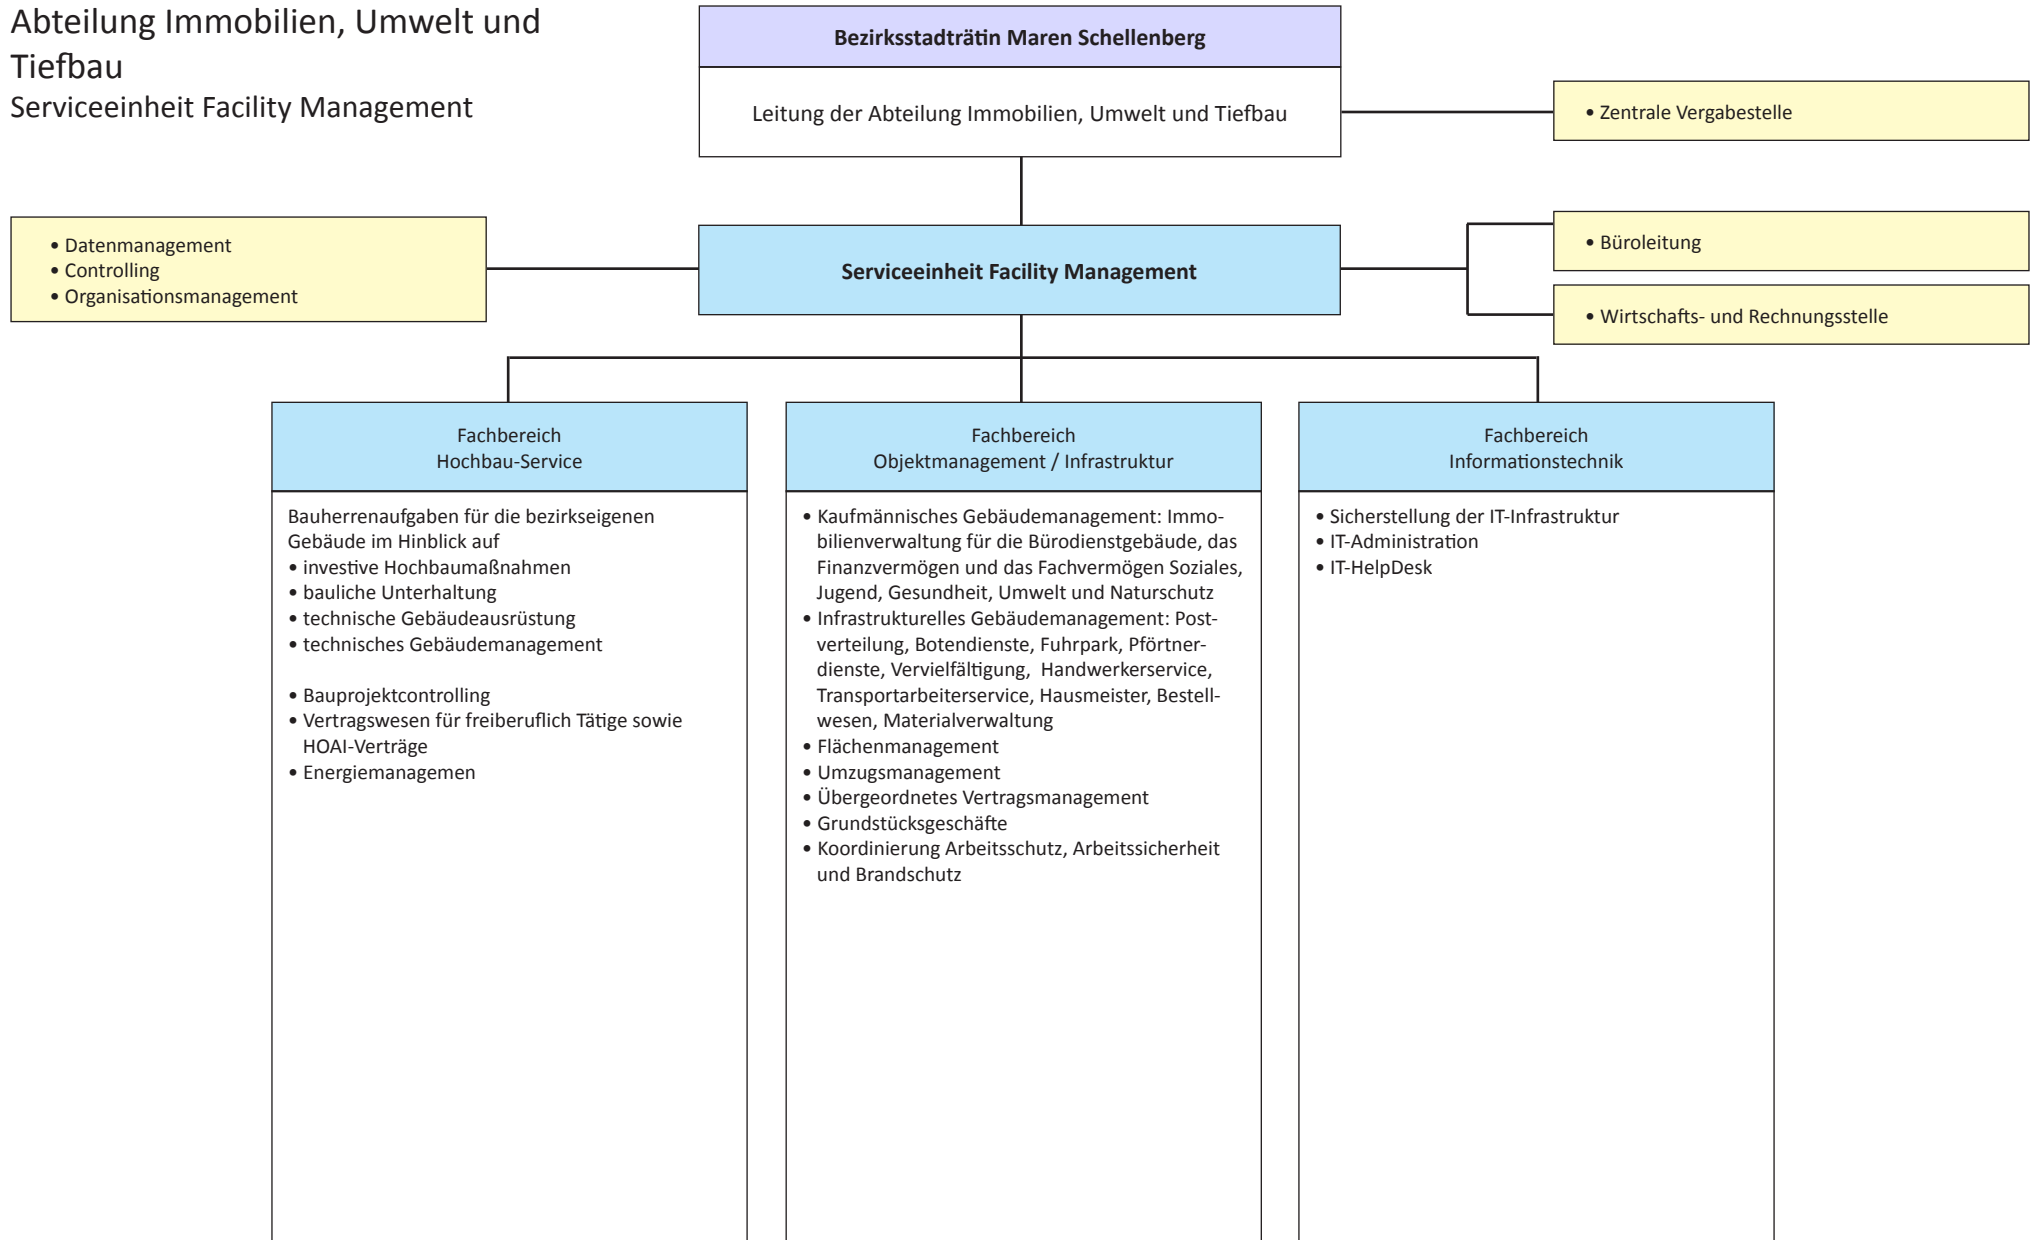 Abteilung Immobilien, Umwelt und
Tiefbau
Serviceeinheit Facility Management
Bezirksstadträtin Maren Schellenberg
Leitung der Abteilung Immobilien, Umwelt und Tiefbau
• Zentrale Vergabestelle
• Datenmanagement
• Controlling
• Organisationsmanagement
Serviceeinheit Facility Management
• Büroleitung
• Wirtschafts- und Rechnungsstelle
Fachbereich
Hochbau-Service
Bauherrenaufgaben für die bezirkseigenen
Gebäude im Hinblick auf
• investive Hochbaumaßnahmen
• bauliche Unterhaltung
• technische Gebäudeausrüstung
• technisches Gebäudemanagement
• Bauprojektcontrolling
• Vertragswesen für freiberuflich Tätige sowie
HOAI-Verträge
• Energiemanagemen
Fachbereich
Objektmanagement / Infrastruktur
• Kaufmännisches Gebäudemanagement: Immo-
bilienverwaltung für die Bürodienstgebäude, das
Finanzvermögen und das Fachvermögen Soziales,
Jugend, Gesundheit, Umwelt und Naturschutz
• Infrastrukturelles Gebäudemanagement: Post-
verteilung, Botendienste, Fuhrpark, Pförtner-
dienste, Vervielfältigung, Handwerkerservice,
Transportarbeiterservice, Hausmeister, Bestell-
wesen, Materialverwaltung
• Flächenmanagement
• Umzugsmanagement
• Übergeordnetes Vertragsmanagement
• Grundstücksgeschäfte
• Koordinierung Arbeitsschutz, Arbeitssicherheit
und Brandschutz
Fachbereich
Informationstechnik
• Sicherstellung der IT-Infrastruktur
• IT-Administration
• IT-HelpDesk